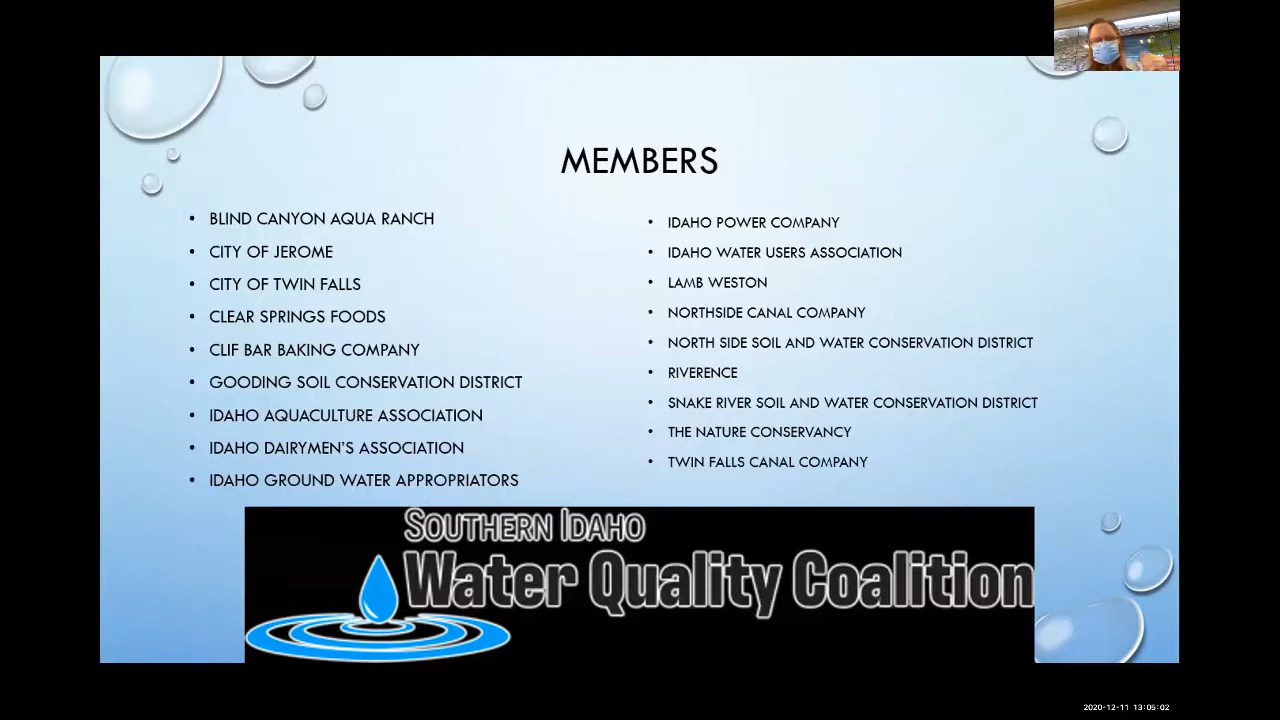 MEMBERS
• BLIND CANYON AQUA RANCH
• CITY OF JEROME
• CITY OF TWIN FALLS
• CLEAR SPRINGS FOODS
• CLIF BAR BAKING COMPANY
• GOODING SOIL CONSERVATION DISTRICT
• IDAHO AQUACULTURE ASSOCIATION
• IDAHO DAIRYMEN'S ASSOCIATION
• IDAHO GROUND WATER APPROPRIATORS
• IDAHO POWER COMPANY
• IDAHO WATER USERS ASSOCIATION
• LAMB WESTON
• NORTHSIDE CANAL COMPANY
• NORTH SIDE SOIL AND WATER CONSERVATION DISTRICT
• RIVERENCE
• SNAKE RIVER SOIL AND WATER CONSERVATION DISTRICT
• THE NATURE CONSERVANCY
• TWIN FALLS CANAL COMPANY
SOUTHERN IDAHO
Water Quality Coalition
2020-12-11 13:05:02